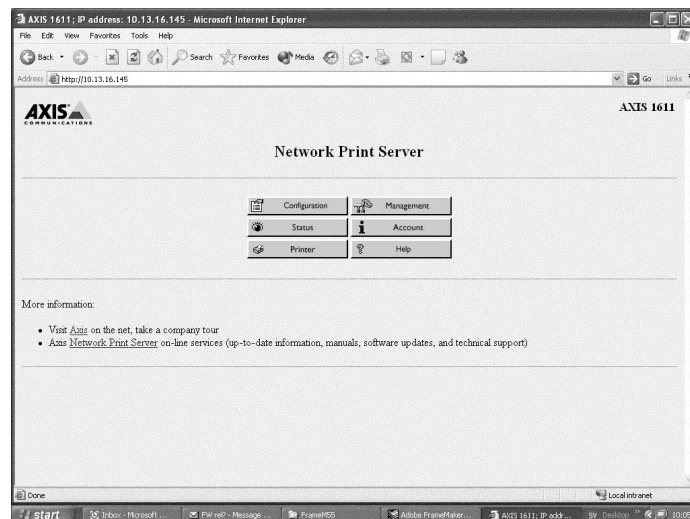 AXIS 1611; IP address: 10.13.16.145 - Microsoft Internet Explorer
File Edit View Favorites Tools Help
Back Search Favorites Media
Address http://10.13.16.145 Go Links
AXIS COMMUNICATIONS
AXIS 1611
Network Print Server
Configuration Management
Status Account
Printer Help
More information:
• Visit Axis on the net, take a company tour
• Axis Network Print Server on-line services (up-to-date information, manuals, software updates, and technical support)
Done Local intranet
start Inbox - Microsoft ... FW rel? - Message ... FrameM55 Adobe FrameMaker... AXIS 1611; IP addr... SV Desktop 10:05